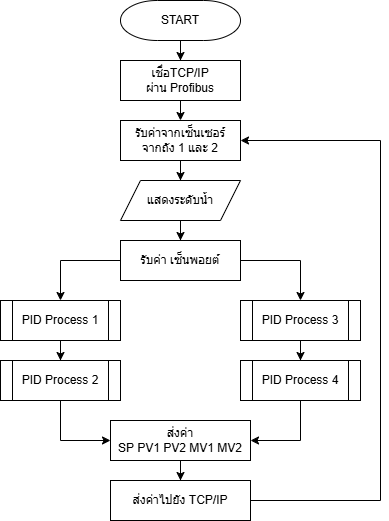 START
เชื่อTCP/IP
ผ่าน Profibus
รับค่าจากเซ็นเซอร์
จากถัง 1 และ 2
แสดงระดับน้ำ
รับค่า เซ็นพอยต์
PID Process 1
PID Process 3
PID Process 2
PID Process 4
ส่งค่า
SP PV1 PV2 MV1 MV2
ส่งค่าไปยัง TCP/IP